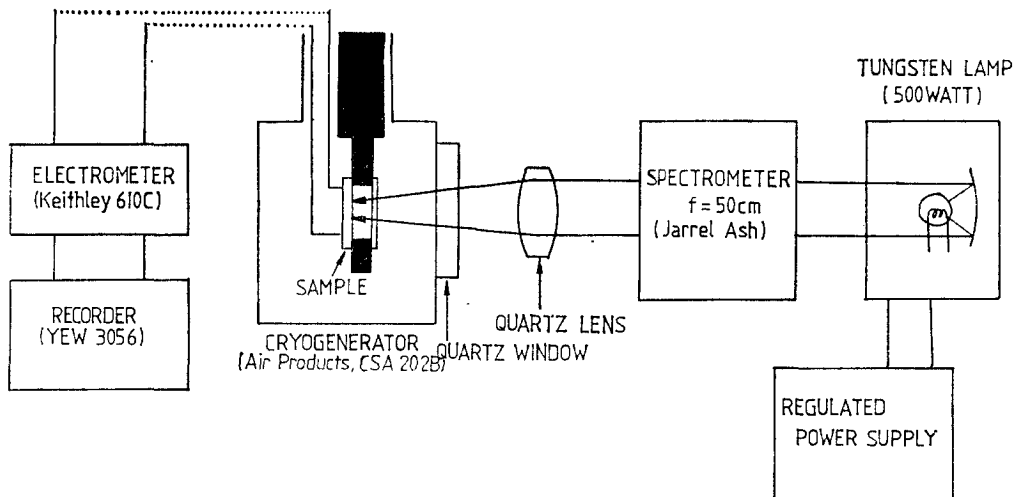 TUNGSTEN LAMP
(500WATT)
ELECTROMETER
(Keithley 610C)
SPECTROMETER
f=50cm
(Jarrel Ash)
SAMPLE
RECORDER
(YEW 3056)
QUARTZ LENS
CRYOGENERATOR
QUARTZ WINDOW
(Air Products, CSA 202B)
REGULATED
POWER SUPPLY